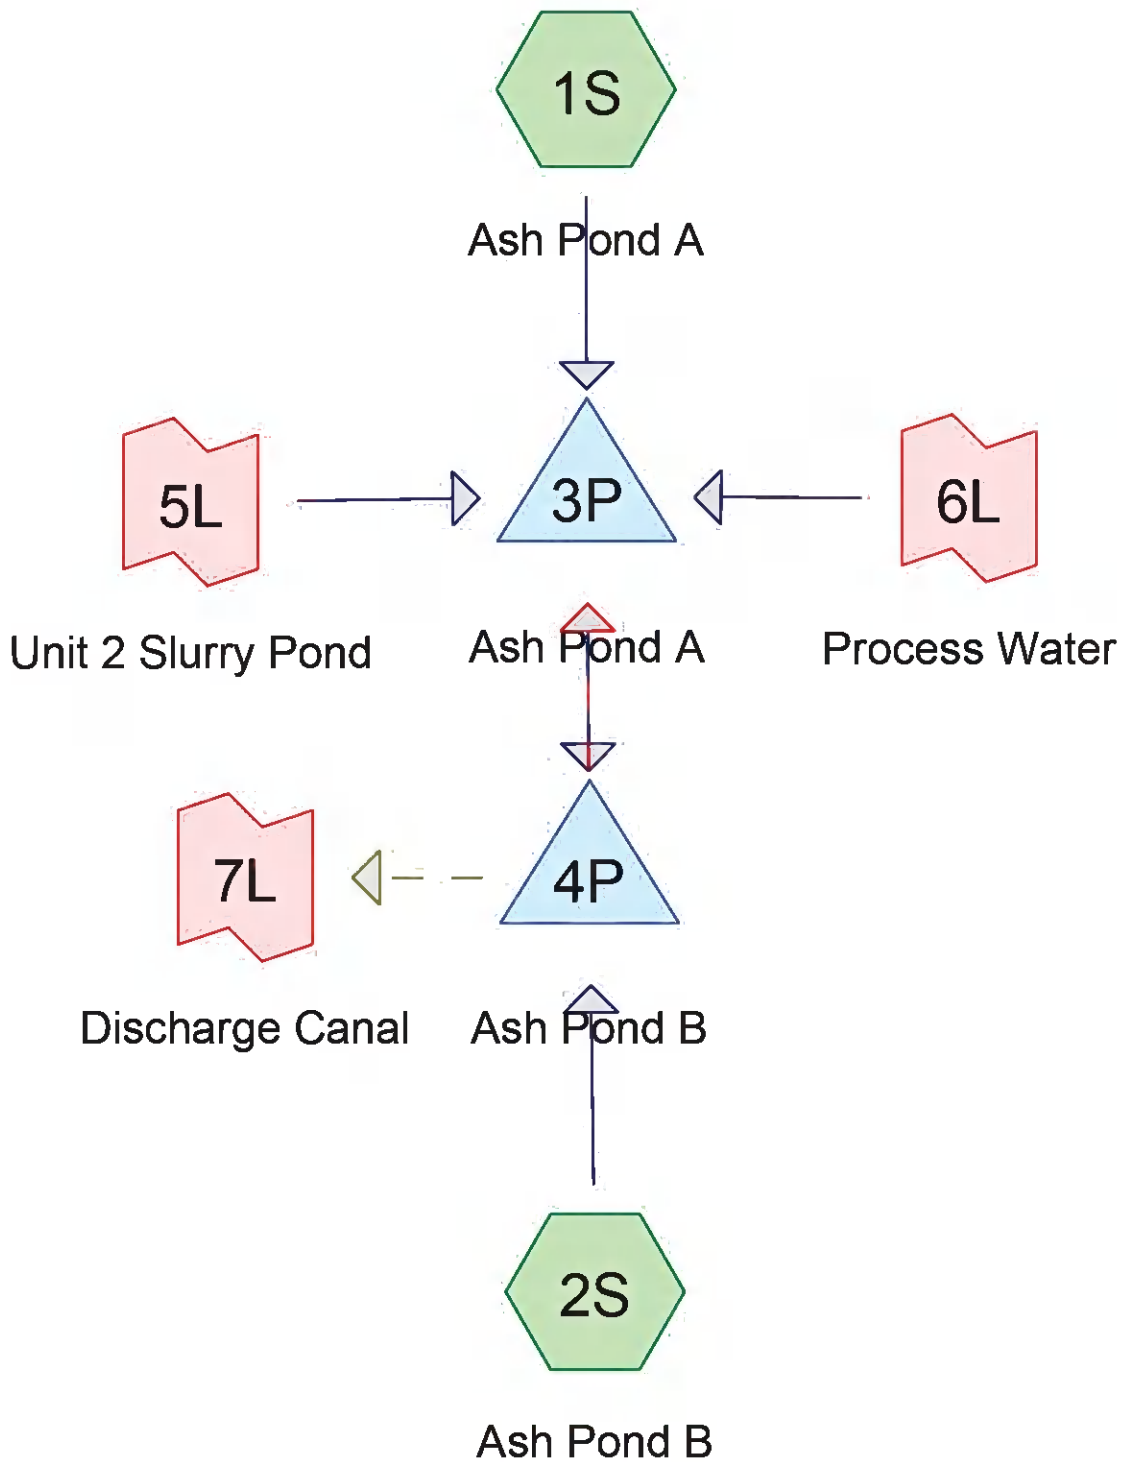 1S
Ash Pond A
5L
3P
6L
Unit 2 Slurry Pond
Ash Pond A
Process Water
7L
4P
Discharge Canal
Ash Pond B
2S
Ash Pond B